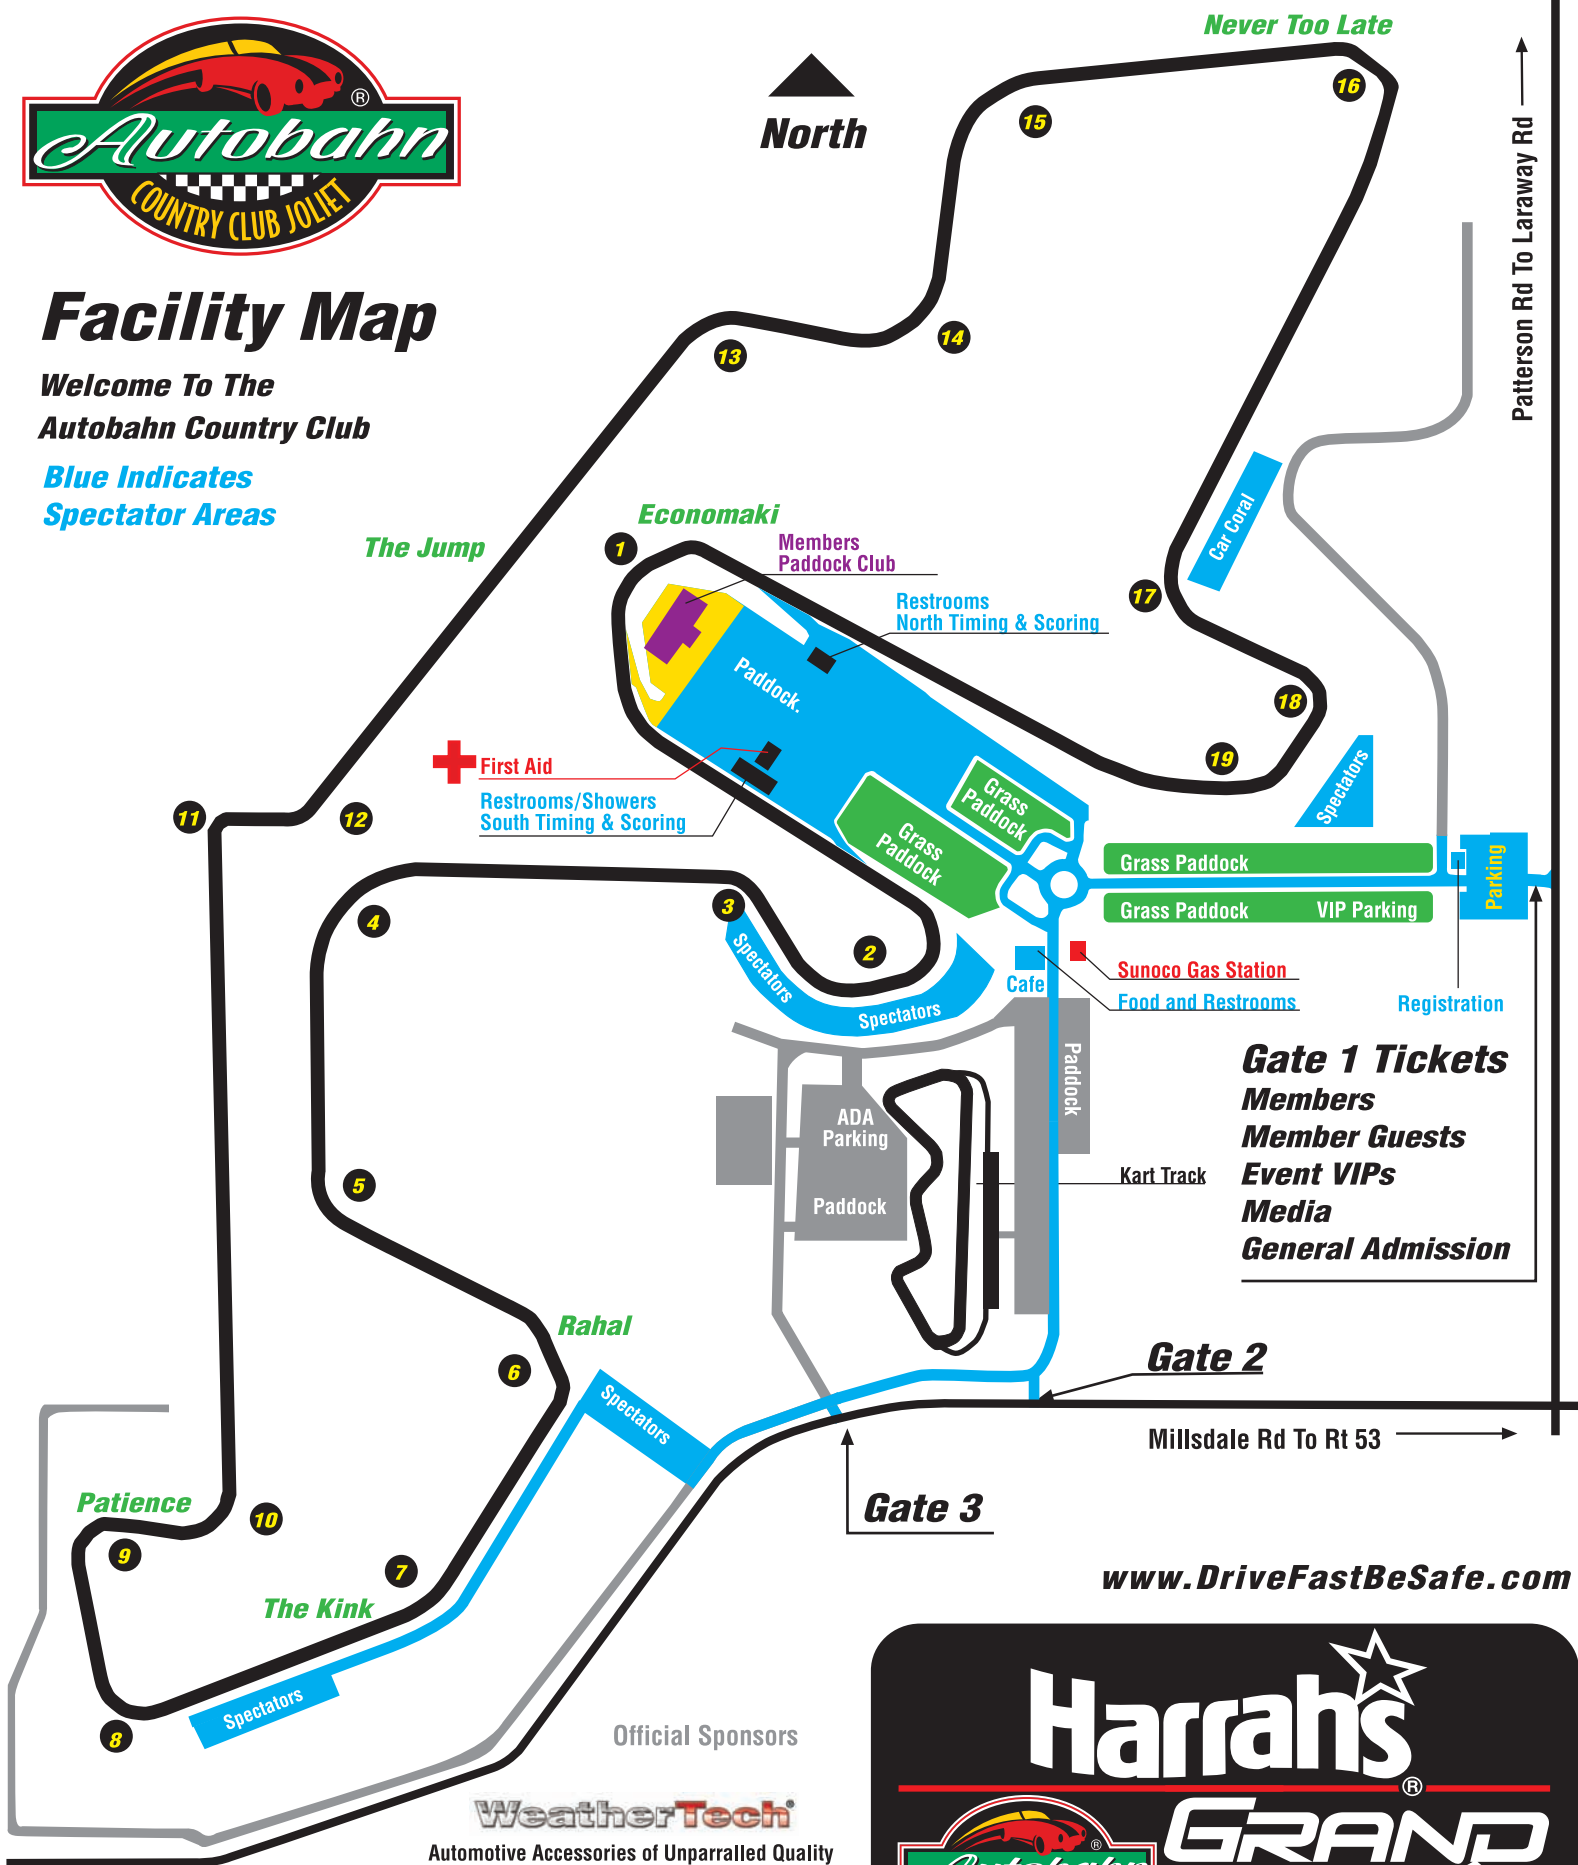 Autobahn
®
COUNTRY CLUB JOLIET
Facility Map
Welcome To The
Autobahn Country Club
Blue Indicates
Spectator Areas
North
Never Too Late
Patterson Rd To Laraway Rd
16
15
14
13
The Jump
Economaki
1
Members
Paddock Club
Restrooms
North Timing & Scoring
Car Coral
17
18
19
Paddock.
First Aid
Restrooms/Showers
South Timing & Scoring
11
12
Grass
Paddock
Grass
Paddock
Spectators
Grass Paddock
Grass Paddock
VIP Parking
Parking
3
4
2
Spectators
Spectators
Cafe
Sunoco Gas Station
Food and Restrooms
Registration
Gate 1 Tickets
Members
Member Guests
Event VIPs
Media
General Admission
Paddock
ADA
Parking
Paddock
Kart Track
5
Rahal
6
Spectators
Gate 2
Millsdale Rd To Rt 53
Gate 3
Patience
10
9
7
The Kink
8
Spectators
www.DriveFastBeSafe.com
Official Sponsors
WeatherTech®
Automotive Accessories of Unparralled Quality
Harrah's
®
GRAND
®
Autobahn